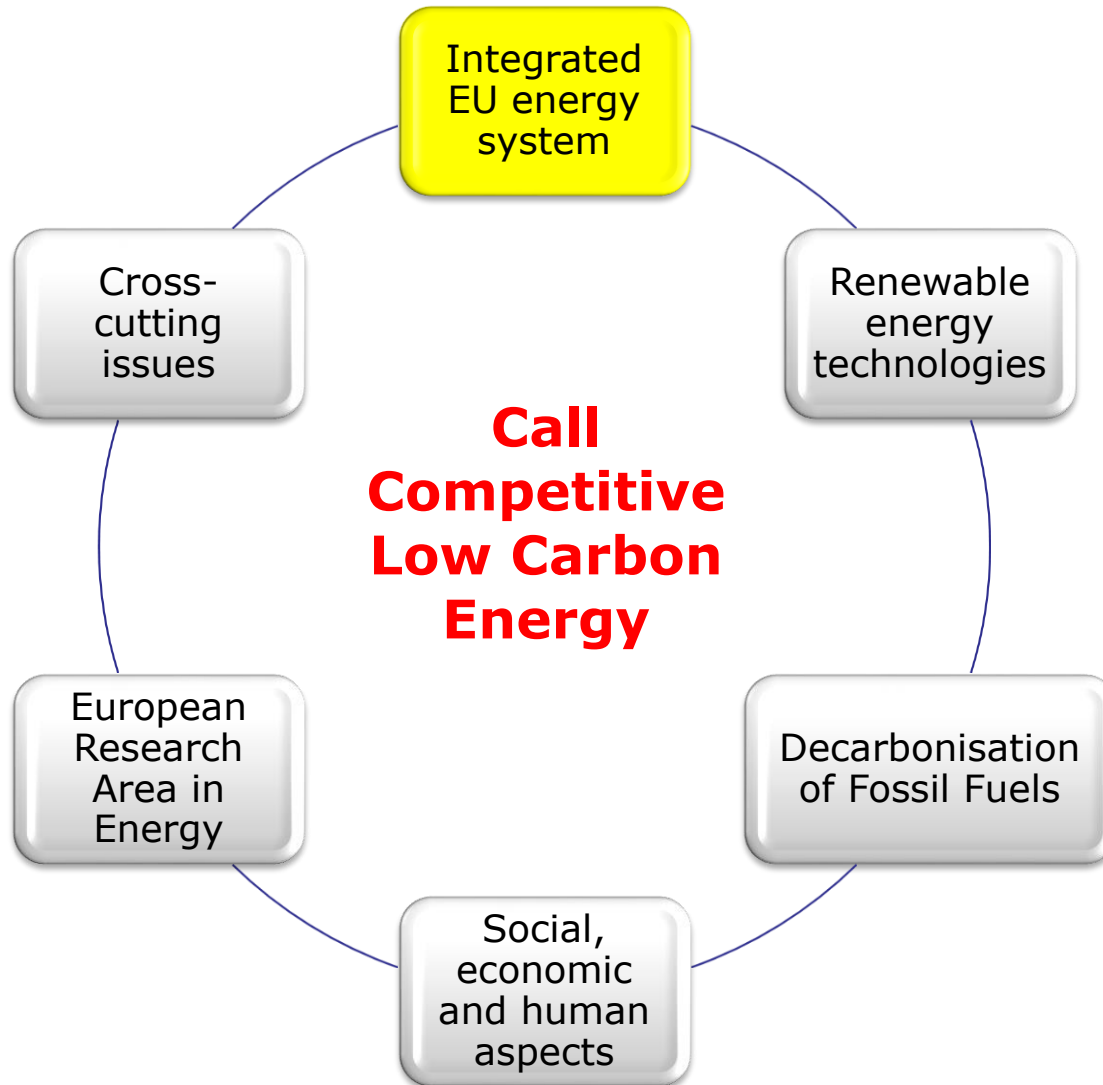 Integrated
EU energy
system
Renewable
energy
technologies
Decarbonisation
of Fossil Fuels
Social,
economic
and human
aspects
European
Research
Area in
Energy
Cross-
cutting
issues
Call
Competitive
Low Carbon
Energy